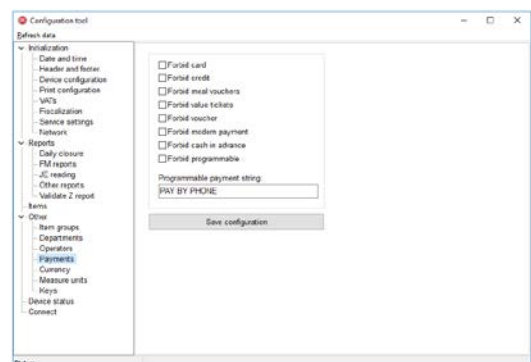 Configuration tool
Refresh data
Initialization
Date and time
Header and footer
Device configuration
Print configuration
VATs
Fiscalization
Service settings
Network
Reports
Daily closure
FM reports
JE reading
Other reports
Validate Z report
Items
Other
Item groups
Departments
Operators
Payments
Currency
Measure units
Keys
Device status
Connect
Forbid card
Forbid credit
Forbid meal vouchers
Forbid value tickets
Forbid voucher
Forbid modern payment
Forbid cash in advance
Forbid programmable
Programmable payment string:
PAY BY PHONE
Save configuration